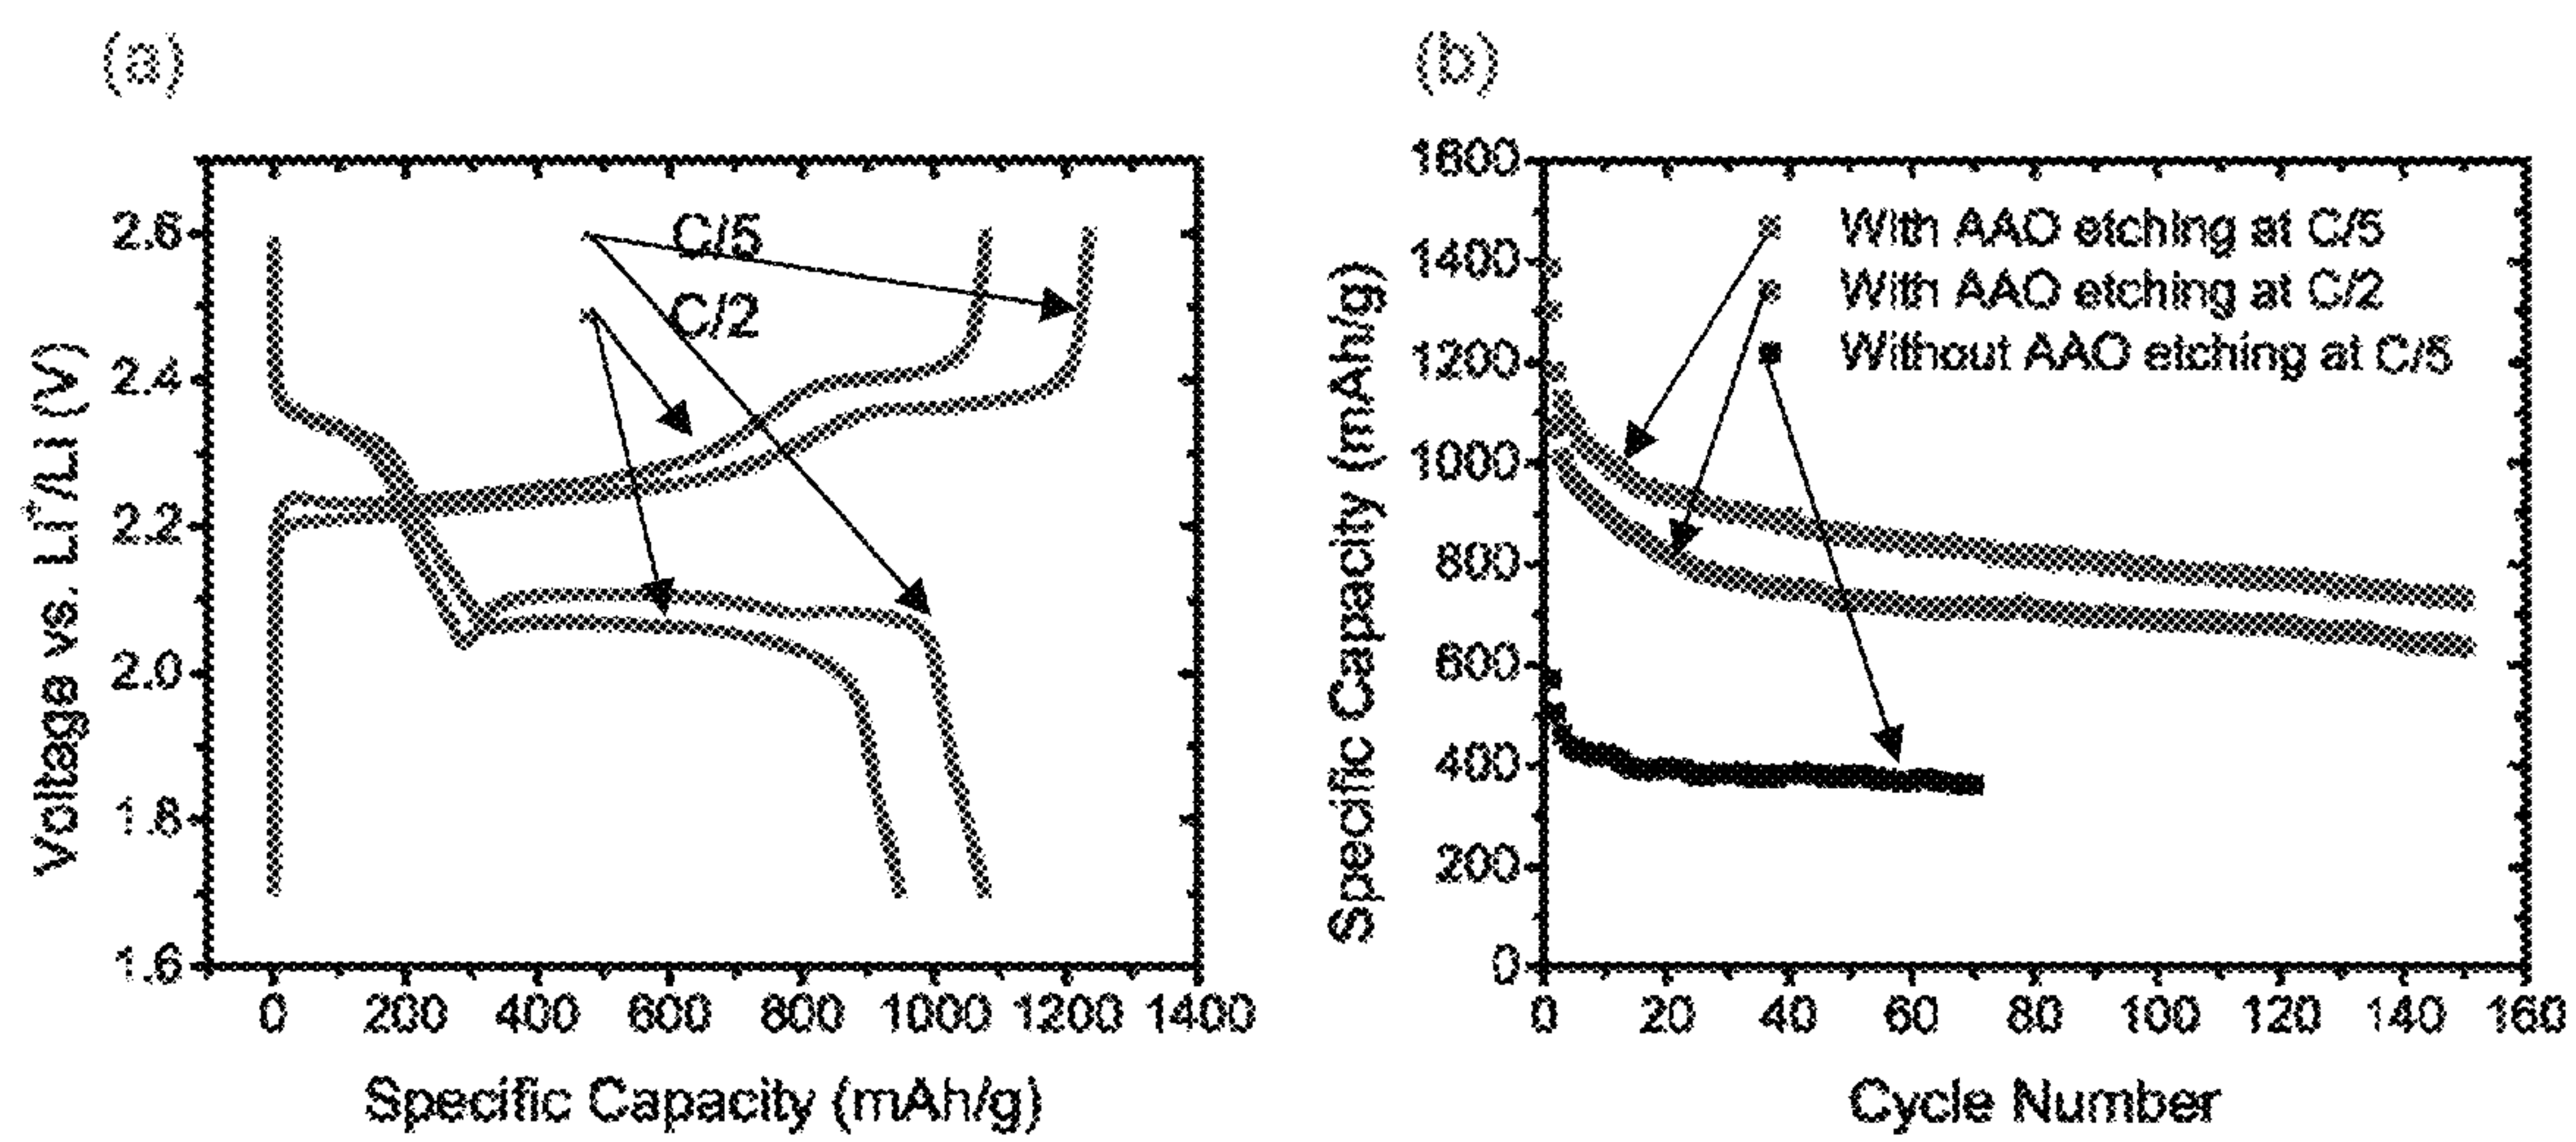 (a)
(b)
Voltage vs. Li⁺/Li (V)
2.6
2.4
2.2
2.0
1.8
1.6
C/5
C/2
0 200 400 600 800 1000 1200 1400
Specific Capacity (mAh/g)
Specific Capacity (mAh/g)
1600
1400
1200
1000
800
600
400
200
0
With AAO etching at C/5
With AAO etching at C/2
Without AAO etching at C/5
0 20 40 60 80 100 120 140 160
Cycle Number